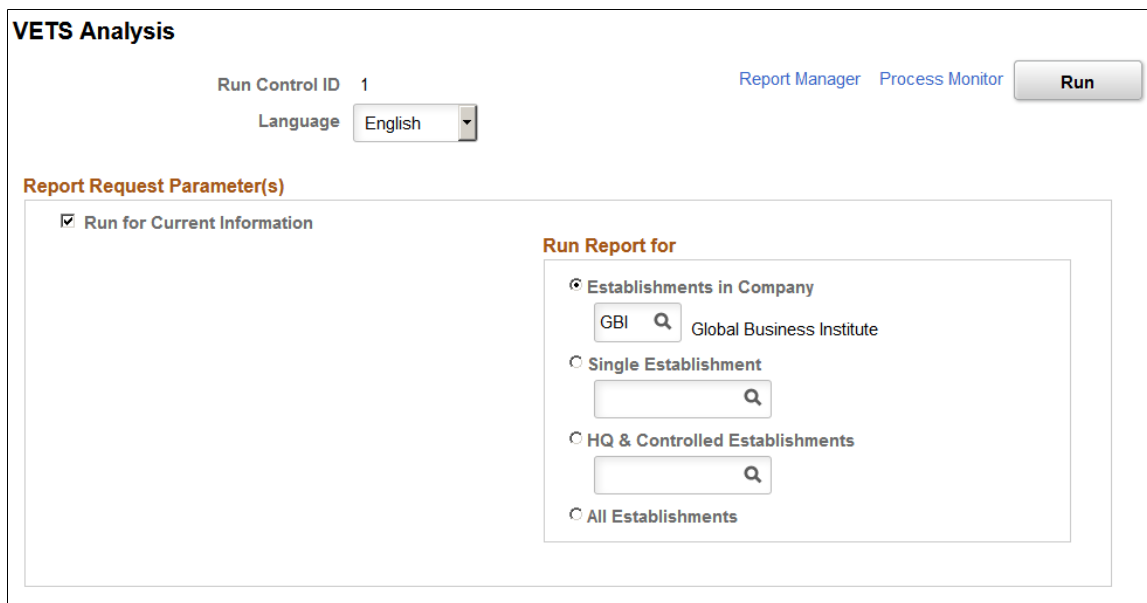 VETS Analysis
Run Control ID 1 Report Manager Process Monitor Run
Language English
Report Request Parameter(s)
Run for Current Information
Run Report for
Establishments in Company
GBI Global Business Institute
Single Establishment
HQ & Controlled Establishments
All Establishments